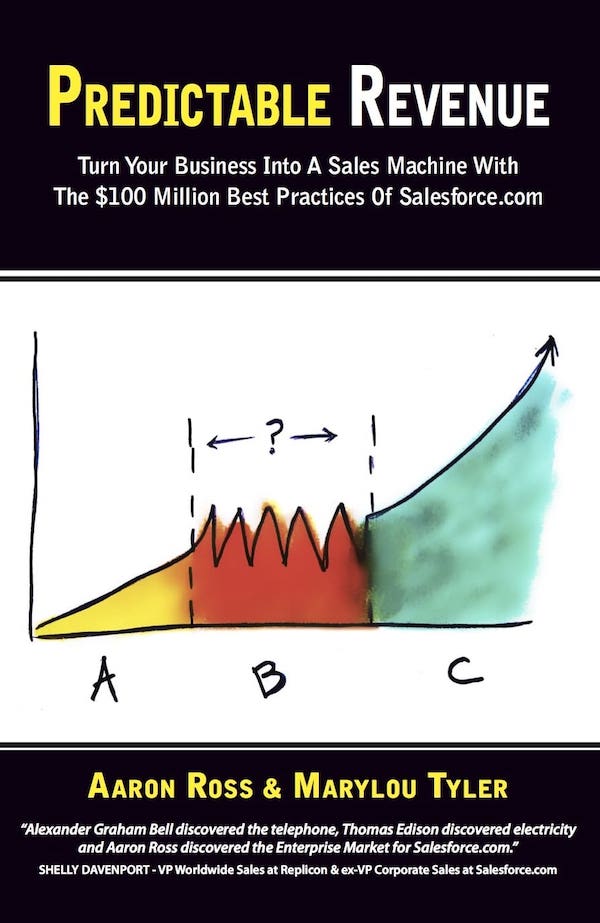 PREDICTABLE REVENUE
Turn Your Business Into A Sales Machine With
The $100 Million Best Practices Of Salesforce.com
?
A
B
C
AARON ROSS & MARYLOU TYLER
“Alexander Graham Bell discovered the telephone, Thomas Edison discovered electricity
and Aaron Ross discovered the Enterprise Market for Salesforce.com.”
SHELLY DAVENPORT - VP Worldwide Sales at Replicon & ex-VP Corporate Sales at Salesforce.com